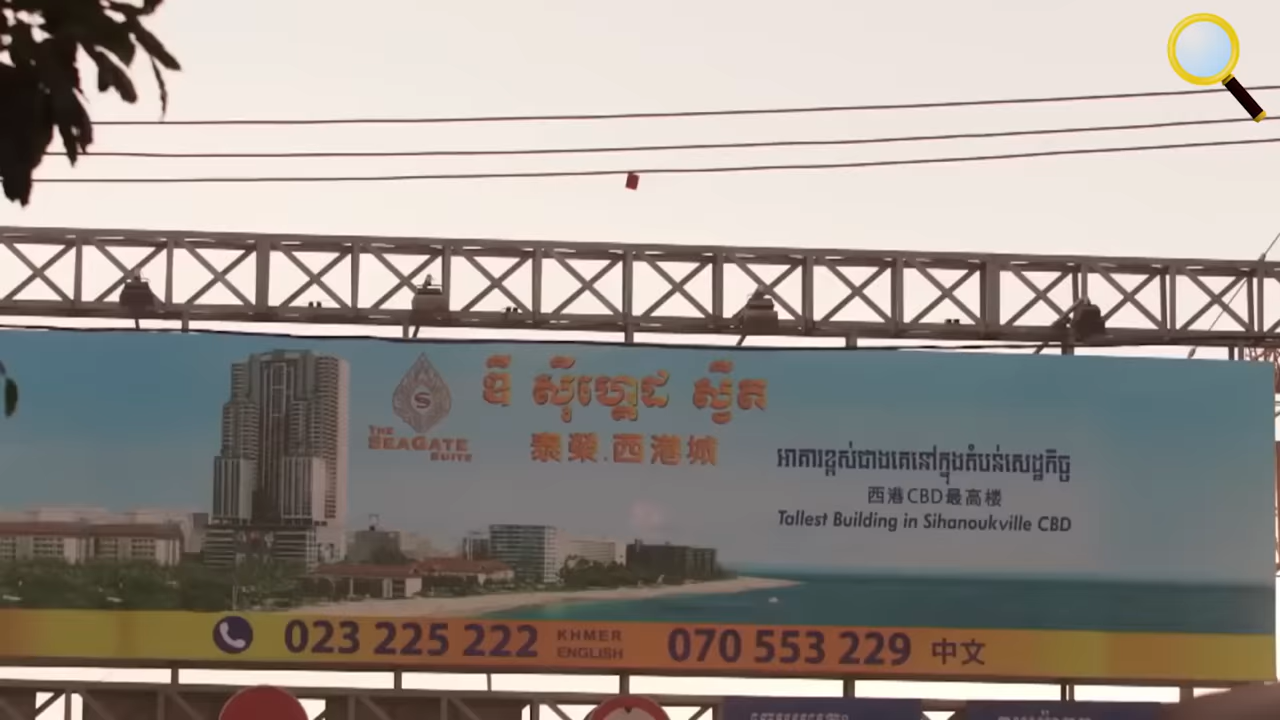 THE
SEAGATE
SUITE
ឌី ស៊ីហ្គេដ ស្វីត
泰榮.西港城
អាគារខ្ពស់ជាងគេនៅក្នុងតំបន់សេដ្ឋកិច្ច
西港CBD最高楼
Tallest Building in Sihanoukville CBD
023 225 222 KHMER ENGLISH 070 553 229 中文